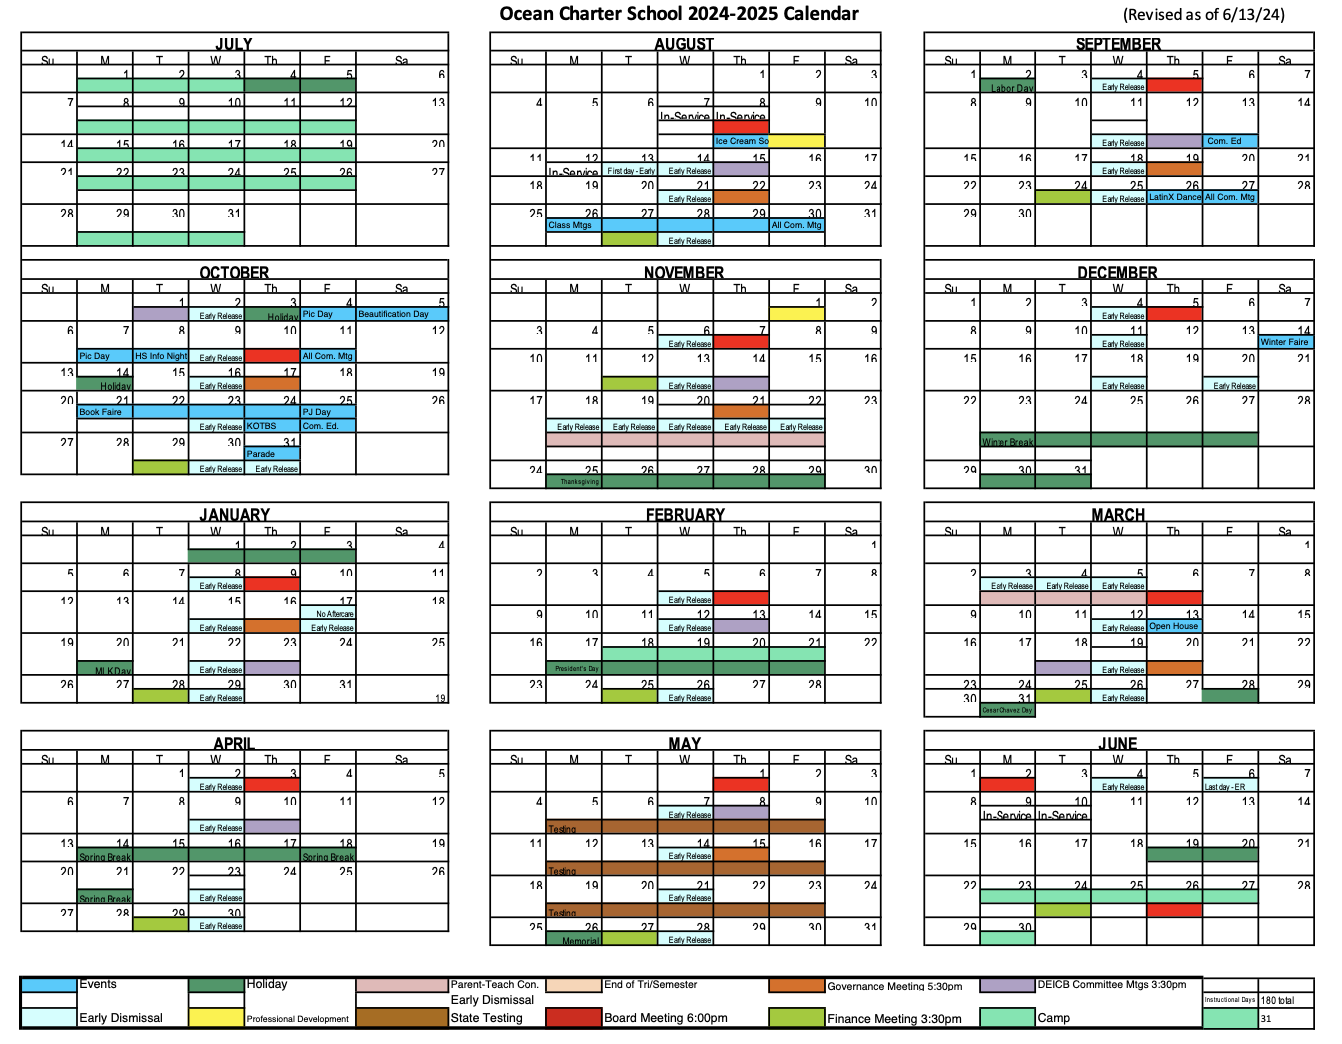 Ocean Charter School 2024-2025 Calendar
(Revised as of 6/13/24)
JULY
Su M T W Th F Sa
1 2 3 4 5 6
7 8 9 10 11 12 13
14 15 16 17 18 19 20
21 22 23 24 25 26 27
28 29 30 31
AUGUST
Su M T W Th F Sa
1 2 3
4 5 6 7 8 9 10
In-Service In-Service
Ice Cream So
11 12 13 14 15 16 17
In-Service First day - Early Early Release
18 19 20 21 22 23 24
Early Release
25 26 27 28 29 30 31
Class Mtgs All Com. Mtg
Early Release
SEPTEMBER
Su M T W Th F Sa
1 2 3 4 5 6 7
Labor Day Early Release
8 9 10 11 12 13 14
Early Release Com. Ed
15 16 17 18 19 20 21
Early Release
22 23 24 25 26 27 28
Early Release LatinX Dance All Com. Mtg
29 30
OCTOBER
Su M T W Th F Sa
1 2 3 4 5
Early Release Holiday Pic Day Beautification Day
6 7 8 9 10 11 12
Pic Day HS Info Night Early Release All Com. Mtg
13 14 15 16 17 18 19
Holiday Early Release
20 21 22 23 24 25 26
Book Faire PJ Day
Early Release KOTBS Com. Ed.
27 28 29 30 31
Parade
Early Release Early Release
NOVEMBER
Su M T W Th F Sa
1 2
3 4 5 6 7 8 9
Early Release
10 11 12 13 14 15 16
Early Release
17 18 19 20 21 22 23
Early Release Early Release Early Release Early Release Early Release
24 25 26 27 28 29 30
Thanksgiving
DECEMBER
Su M T W Th F Sa
1 2 3 4 5 6 7
Early Release
8 9 10 11 12 13 14
Early Release Winter Faire
15 16 17 18 19 20 21
Early Release Early Release
22 23 24 25 26 27 28
Winter Break
29 30 31
JANUARY
Su M T W Th F Sa
1 2 3 4
5 6 7 8 9 10 11
Early Release
12 13 14 15 16 17 18
No Aftercare
Early Release Early Release
19 20 21 22 23 24 25
MLK Day Early Release
26 27 28 29 30 31
Early Release 19
FEBRUARY
Su M T W Th F Sa
1
2 3 4 5 6 7 8
Early Release
9 10 11 12 13 14 15
Early Release
16 17 18 19 20 21 22
President's Day
23 24 25 26 27 28
Early Release
MARCH
Su M T W Th F Sa
1
2 3 4 5 6 7 8
Early Release Early Release Early Release
9 10 11 12 13 14 15
Early Release Open House
16 17 18 19 20 21 22
Early Release
23 24 25 26 27 28 29
Early Release
30 31
Cesar Chavez Day
APRIL
Su M T W Th F Sa
1 2 3 4 5
Early Release
6 7 8 9 10 11 12
Early Release
13 14 15 16 17 18 19
Spring Break Spring Break
20 21 22 23 24 25 26
Spring Break Early Release
27 28 29 30
Early Release
MAY
Su M T W Th F Sa
1 2 3
4 5 6 7 8 9 10
Early Release
Testing
11 12 13 14 15 16 17
Early Release
Testing
18 19 20 21 22 23 24
Early Release
Testing
25 26 27 28 29 30 31
Memorial Early Release
JUNE
Su M T W Th F Sa
1 2 3 4 5 6 7
Early Release Last day - ER
8 9 10 11 12 13 14
In-Service In-Service
15 16 17 18 19 20 21
22 23 24 25 26 27 28
29 30
Events Holiday Parent-Teach Con. End of Tri/Semester Governance Meeting 5:30pm DEICB Committee Mtgs 3:30pm
Early Dismissal Instructional Days 180 total
Early Dismissal Professional Development State Testing Board Meeting 6:00pm Finance Meeting 3:30pm Camp 31